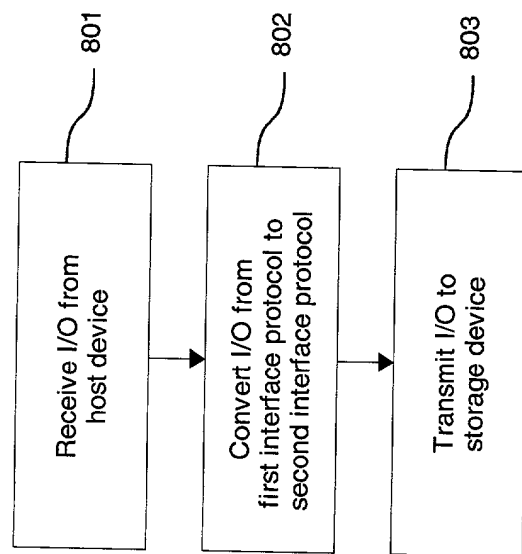 Receive I/O from
host device
801
Convert I/O from
first interface protocol to
second interface protocol
802
Transmit I/O to
storage device
803